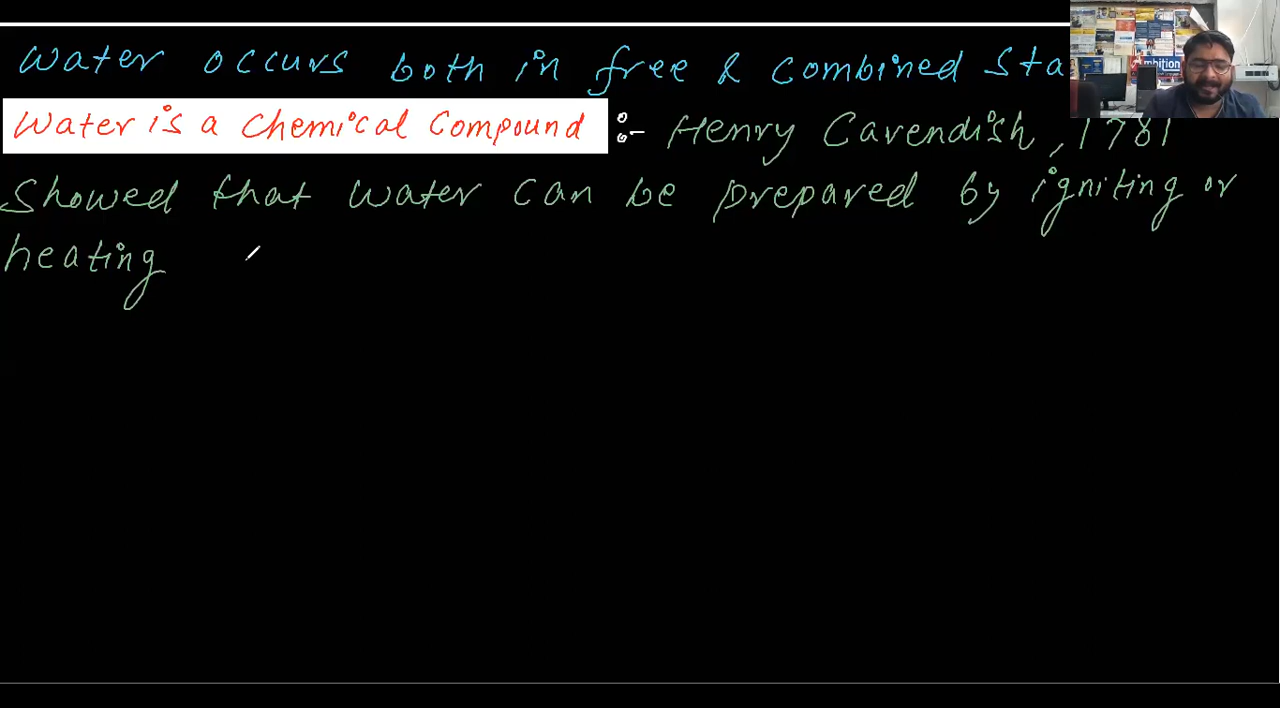 Water occurs both in free & combined Sta
Water is a Chemical Compound :- Henry Cavendish, 1781
Showed that water can be prepared by igniting or
heating
mbition